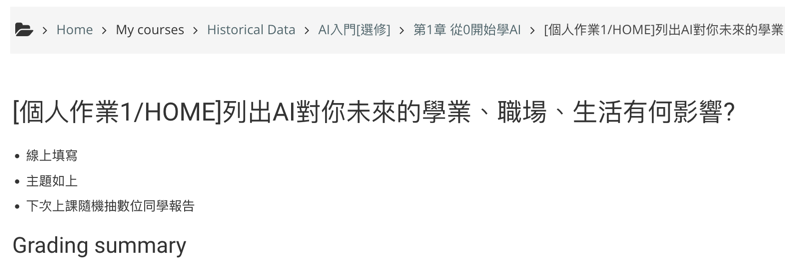 Home > My courses > Historical Data > AI入門[選修] > 第1章 從0開始學AI > [個人作業1/HOME]列出AI對你未來的學業
[個人作業1/HOME]列出AI對你未來的學業、職場、生活有何影響?
• 線上填寫
• 主題如上
• 下次上課隨機抽數位同學報告
Grading summary